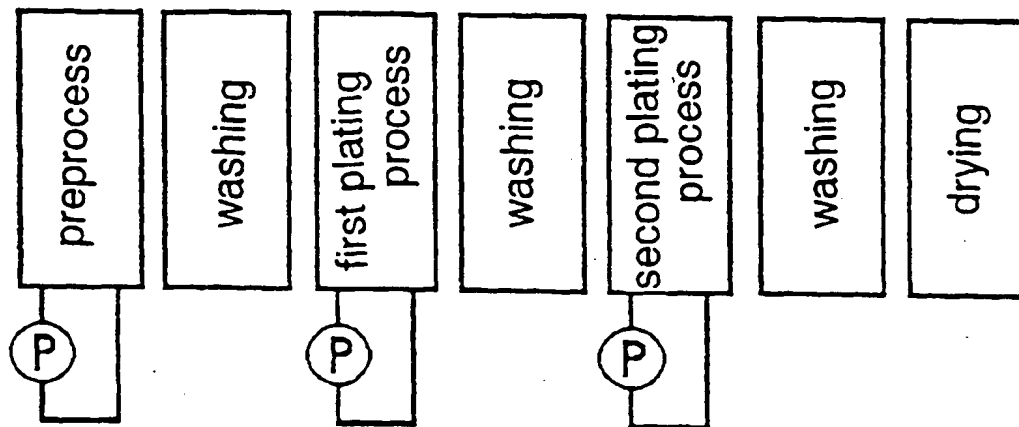 preprocess
washing
first plating
process
washing
second plating
process
washing
drying
P
P
P